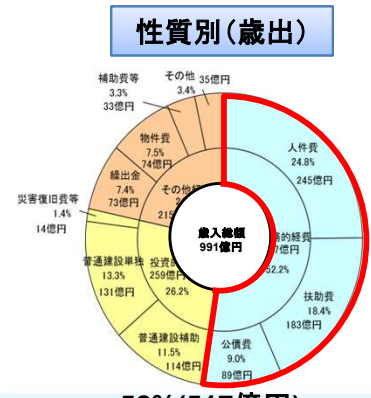 性質別（歳出）
その他
3.4%
35億円
補助費等
3.3%
33億円
人件費
24.8%
245億円
物件費
7.5%
74億円
繰出金
7.4%
73億円
災害復旧費等
1.4%
14億円
歳入総額
991億円
52.2%
259億円
26.2%
普通建設単独
13.3%
131億円
扶助費
18.4%
183億円
普通建設補助
11.5%
114億円
公債費
9.0%
89億円